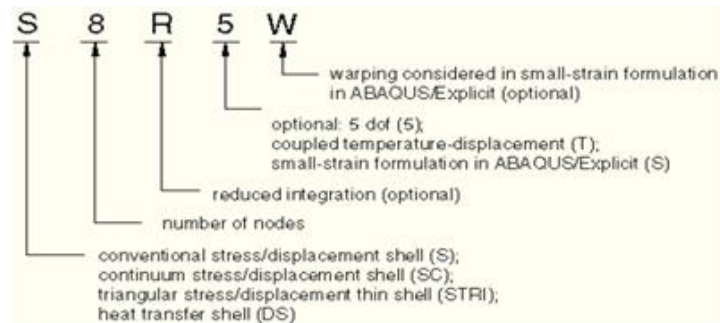 S 8 R 5 W
warping considered in small-strain formulation
in ABAQUS/Explicit (optional)
optional: 5 dof (5);
coupled temperature-displacement (T);
small-strain formulation in ABAQUS/Explicit (S)
reduced integration (optional)
number of nodes
conventional stress/displacement shell (S);
continuum stress/displacement shell (SC);
triangular stress/displacement thin shell (STRI);
heat transfer shell (DS)